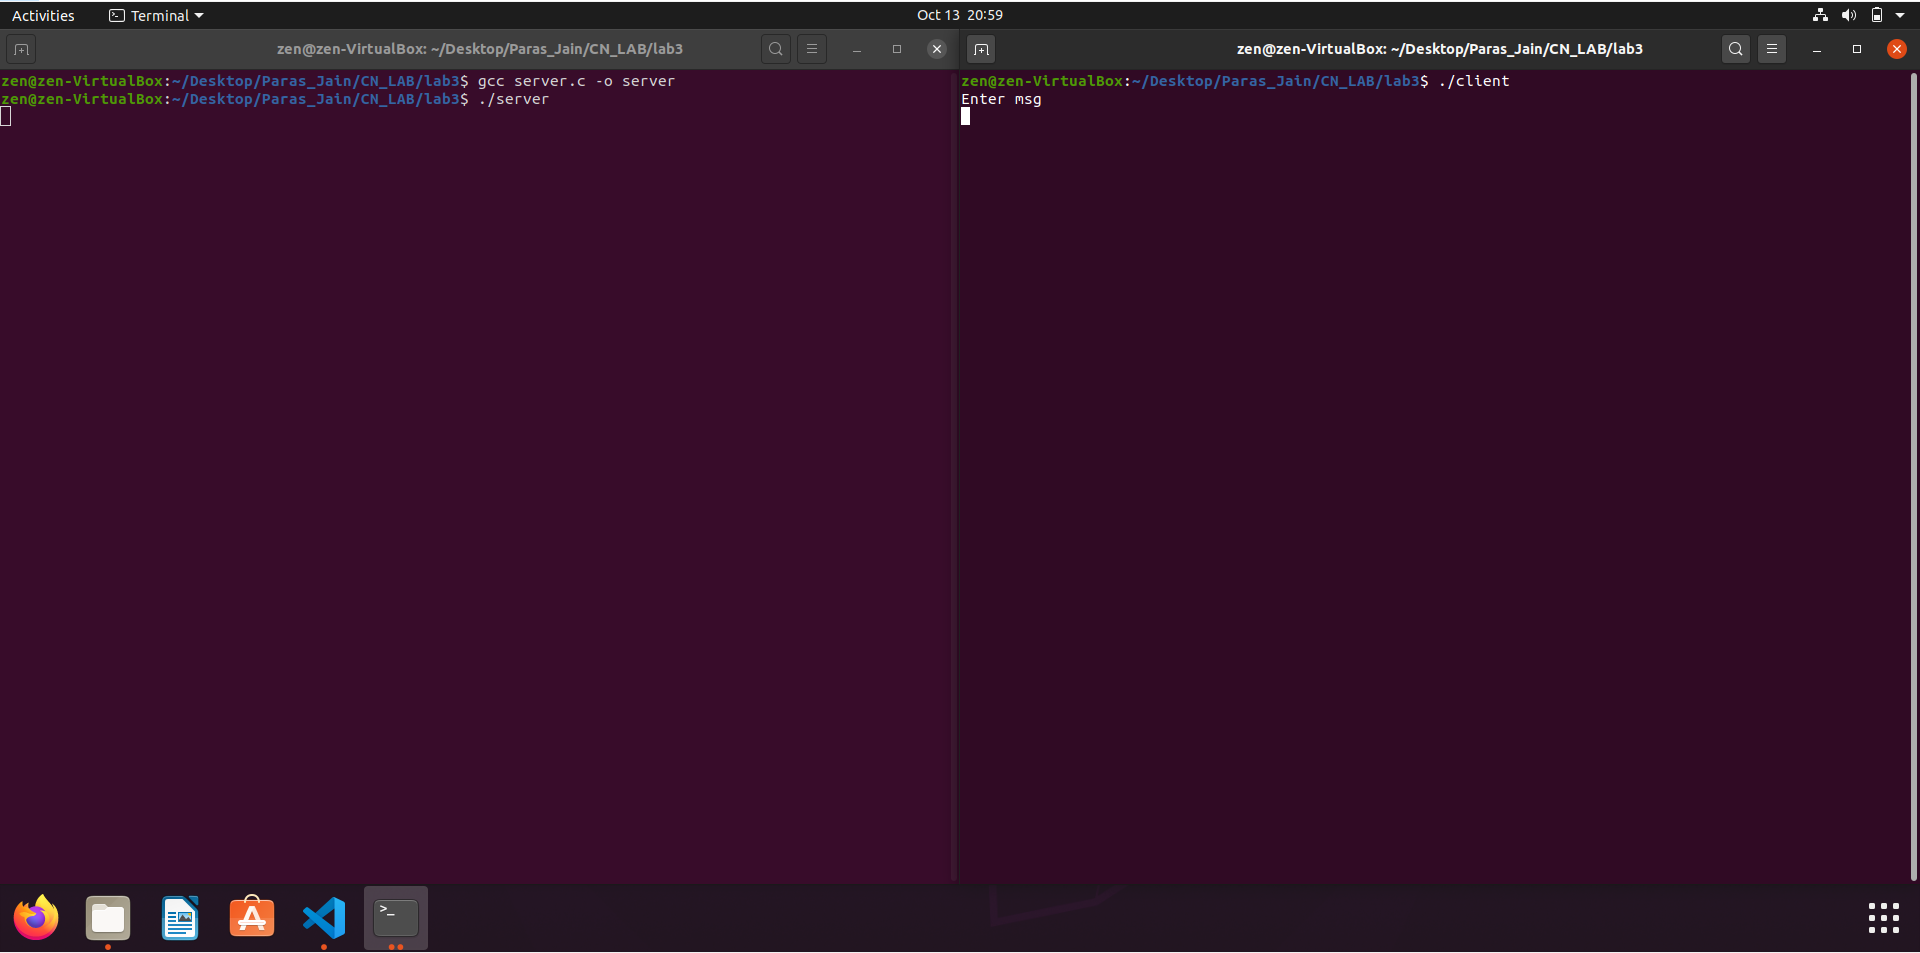 Activities Terminal Oct 13 20:59
zen@zen-VirtualBox: ~/Desktop/Paras_Jain/CN_LAB/lab3
zen@zen-VirtualBox:~/Desktop/Paras_Jain/CN_LAB/lab3$ gcc server.c -o server
zen@zen-VirtualBox:~/Desktop/Paras_Jain/CN_LAB/lab3$ ./server
zen@zen-VirtualBox: ~/Desktop/Paras_Jain/CN_LAB/lab3
zen@zen-VirtualBox:~/Desktop/Paras_Jain/CN_LAB/lab3$ ./client
Enter msg